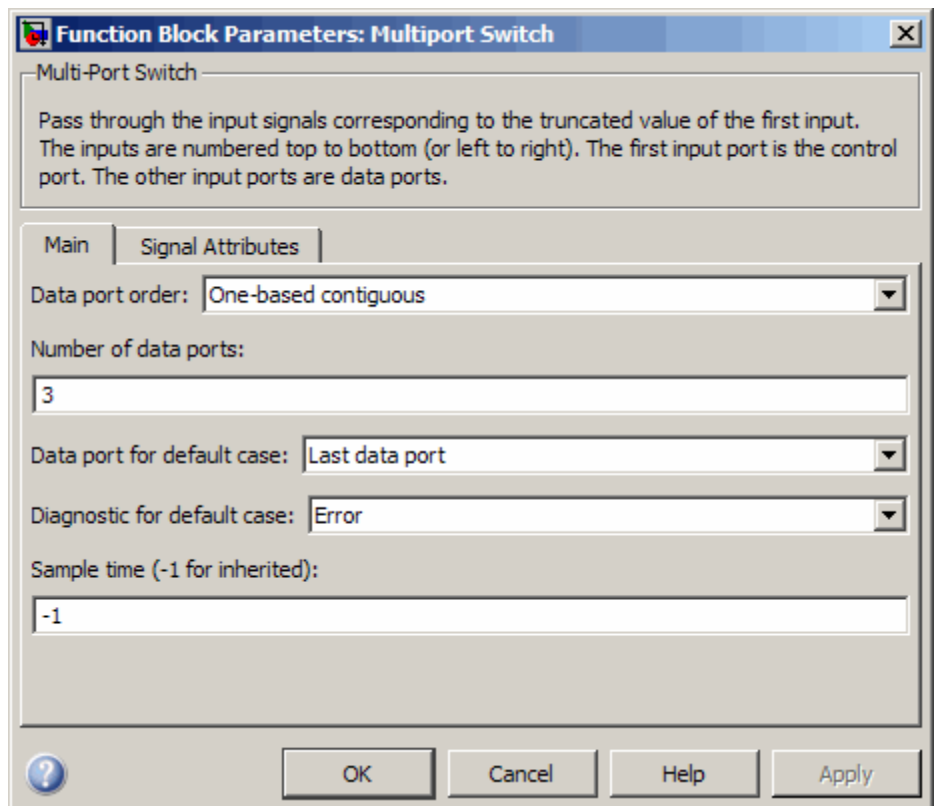 Function Block Parameters: Multiport Switch
Multi-Port Switch
Pass through the input signals corresponding to the truncated value of the first input.
The inputs are numbered top to bottom (or left to right). The first input port is the control
port. The other input ports are data ports.
Main
Signal Attributes
Data port order: One-based contiguous
Number of data ports:
3
Data port for default case: Last data port
Diagnostic for default case: Error
Sample time (-1 for inherited):
-1
OK
Cancel
Help
Apply